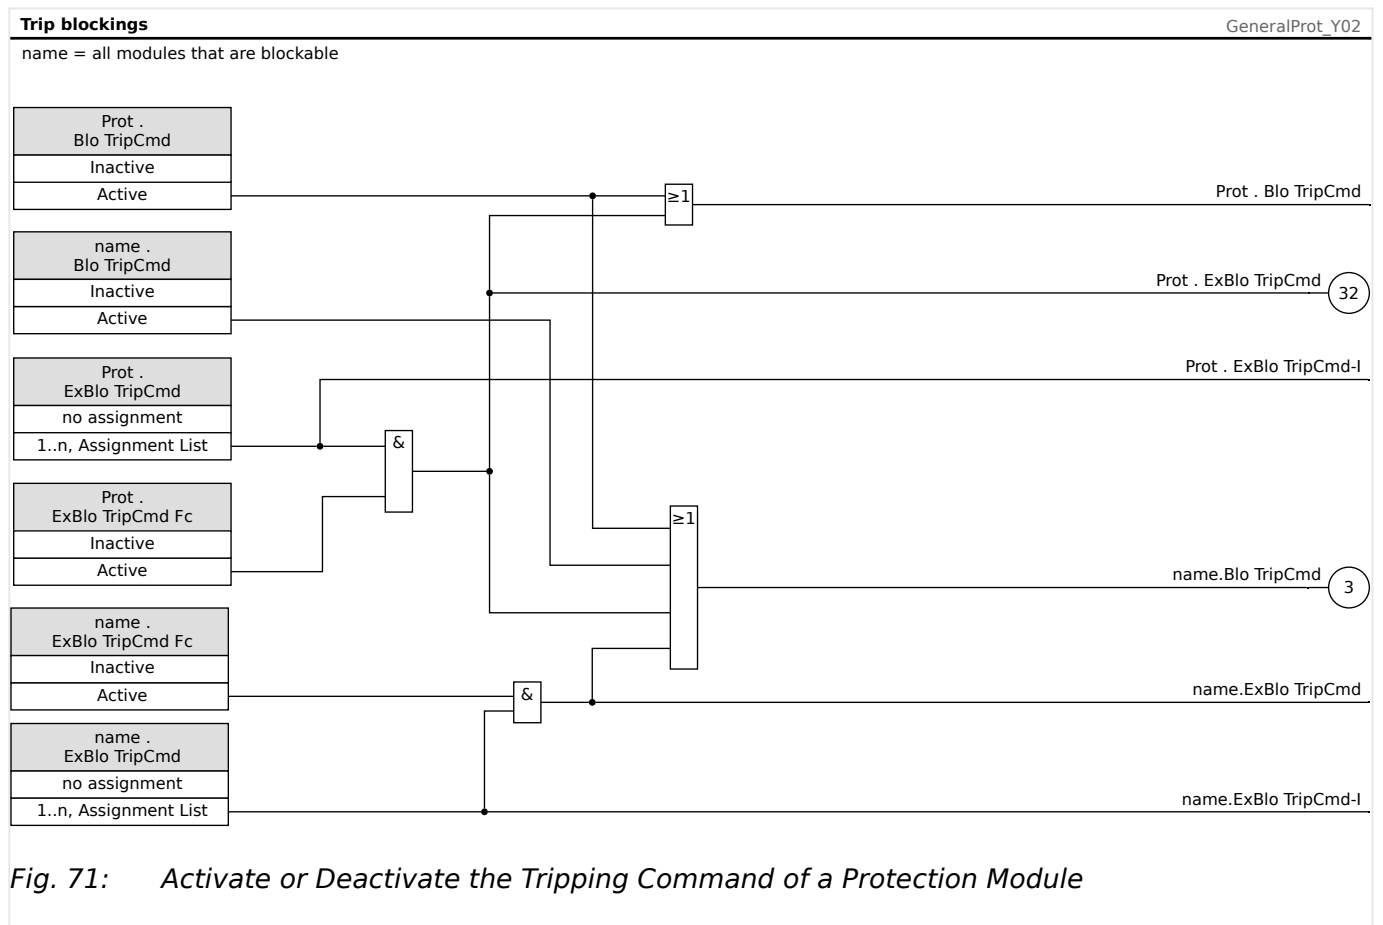 Trip blockings
GeneralProt_Y02
name = all modules that are blockable
Prot .
Blo TripCmd
Inactive
Active
≥1
Prot . Blo TripCmd
name .
Blo TripCmd
Inactive
Active
Prot . ExBlo TripCmd
32
Prot .
ExBlo TripCmd
no assignment
1..n, Assignment List
&
Prot . ExBlo TripCmd-I
Prot .
ExBlo TripCmd Fc
Inactive
Active
≥1
name.Blo TripCmd
3
name .
ExBlo TripCmd Fc
Inactive
Active
&
name.ExBlo TripCmd
name .
ExBlo TripCmd
no assignment
1..n, Assignment List
name.ExBlo TripCmd-I
Fig. 71: Activate or Deactivate the Tripping Command of a Protection Module